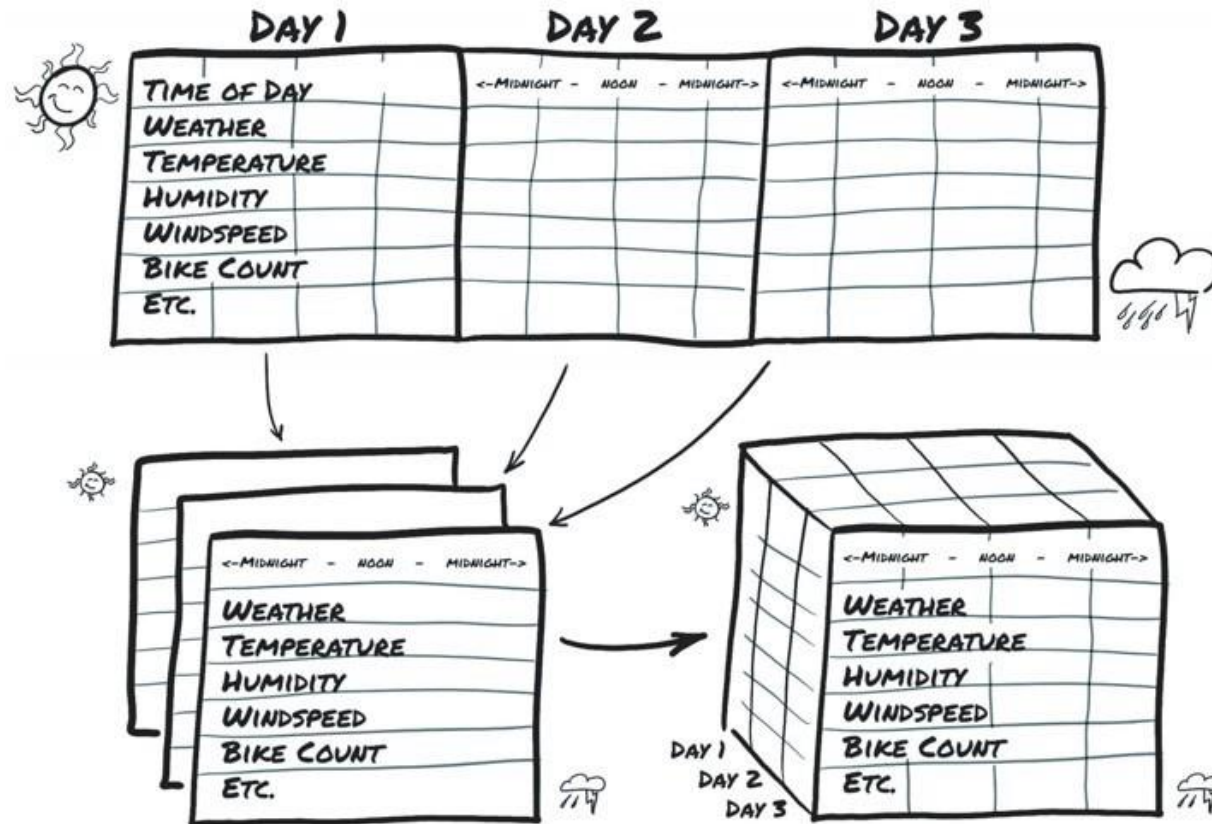 DAY 1 DAY 2 DAY 3
TIME OF DAY <-MIDNIGHT - NOON - MIDNIGHT-> <-MIDNIGHT - NOON - MIDNIGHT->
WEATHER
TEMPERATURE
HUMIDITY
WINDSPEED
BIKE COUNT
ETC.
<-MIDNIGHT - NOON - MIDNIGHT->
WEATHER
TEMPERATURE
HUMIDITY
WINDSPEED
BIKE COUNT
ETC.
<-MIDNIGHT - NOON - MIDNIGHT->
WEATHER
TEMPERATURE
HUMIDITY
WINDSPEED
BIKE COUNT
ETC.
DAY 1
DAY 2
DAY 3